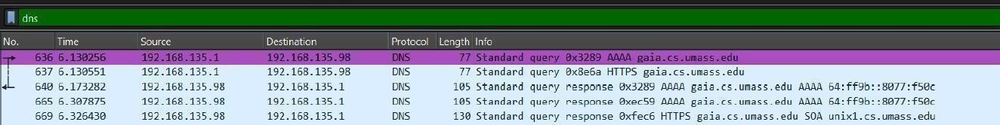 dns
No. Time Source Destination Protocol Length Info
636 6.130256 192.168.135.1 192.168.135.98 DNS 77 Standard query 0x3289 AAAA gaia.cs.umass.edu
637 6.130551 192.168.135.1 192.168.135.98 DNS 77 Standard query 0x8e6a HTTPS gaia.cs.umass.edu
640 6.173282 192.168.135.98 192.168.135.1 DNS 105 Standard query response 0x3289 AAAA gaia.cs.umass.edu AAAA 64:ff9b::8077:f50c
665 6.307875 192.168.135.98 192.168.135.1 DNS 105 Standard query response 0xec59 AAAA gaia.cs.umass.edu AAAA 64:ff9b::8077:f50c
669 6.326430 192.168.135.98 192.168.135.1 DNS 130 Standard query response 0xfec6 HTTPS gaia.cs.umass.edu SOA unix1.cs.umass.edu